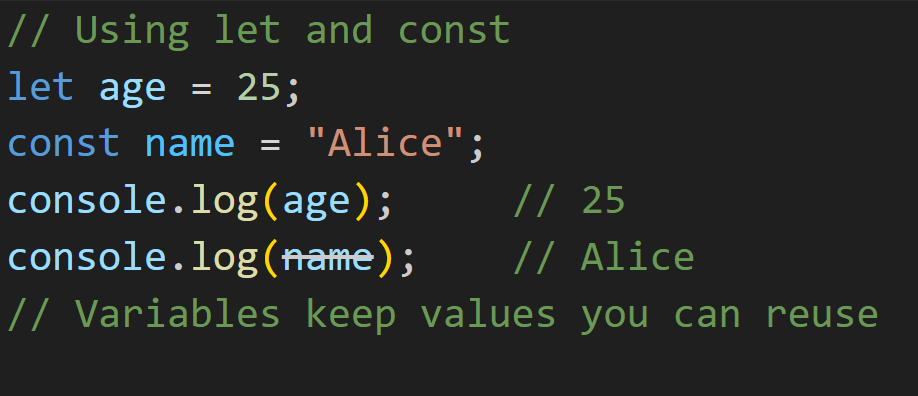 // Using let and const
let age = 25;
const name = "Alice";
console.log(age);     // 25
console.log(name);    // Alice
// Variables keep values you can reuse